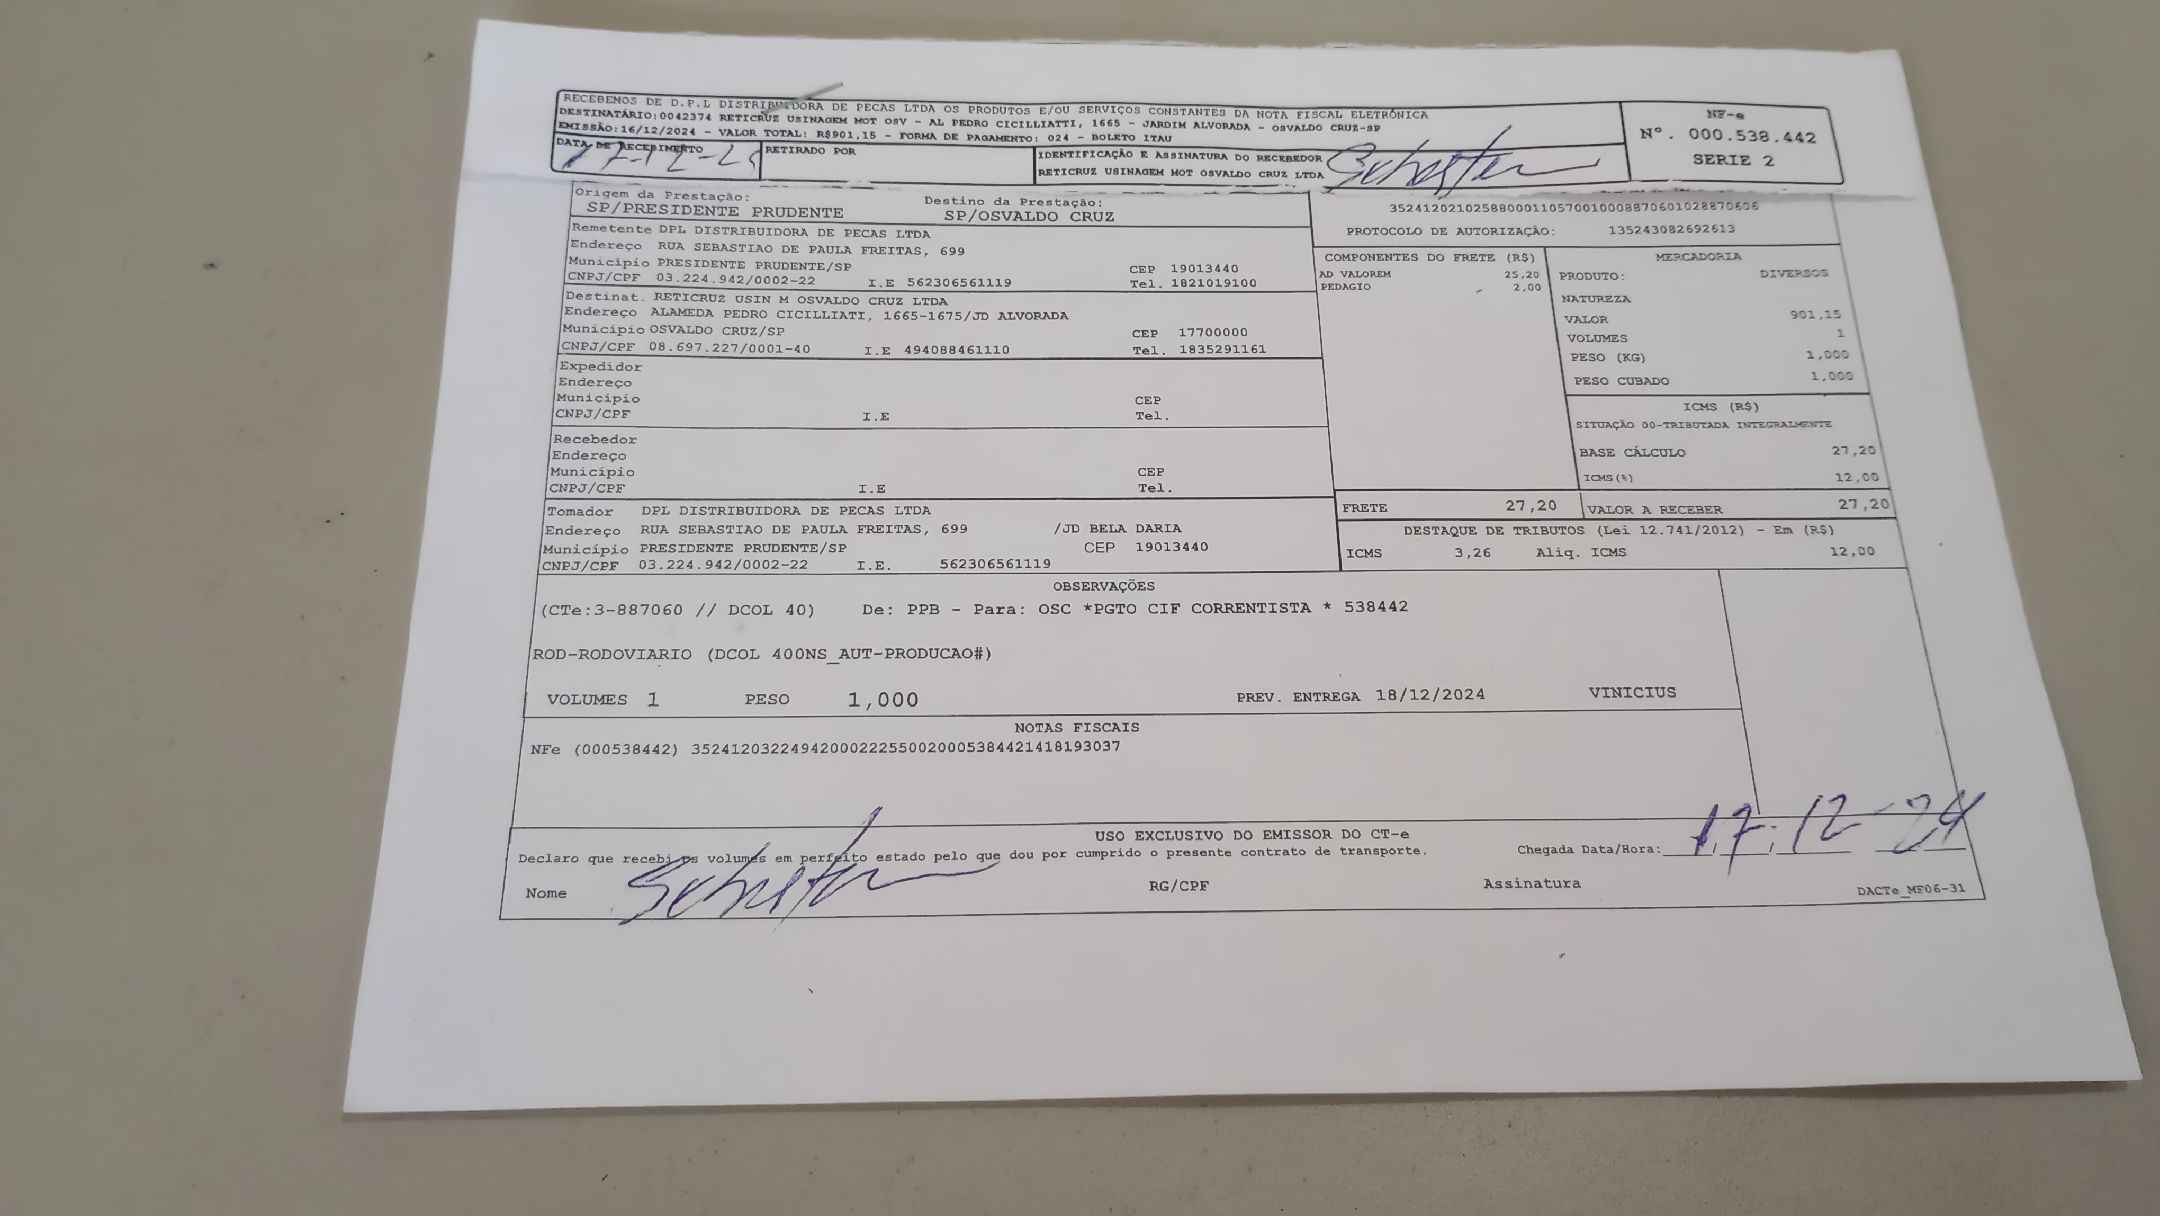 RECEBEMOS DE D.P.L DISTRIBUIDORA DE PECAS LTDA OS PRODUTOS E/OU SERVIÇOS CONSTANTES DA NOTA FISCAL ELETRÔNICA
DESTINATÁRIO:0042374 RETICRUZ USINAGEM MOT OSV - AL PEDRO CICILLIATTI, 1665 - JARDIM ALVORADA - OSVALDO CRUZ-SP
EMISSÃO:16/12/2024 - VALOR TOTAL: R$901,15 - FORMA DE PAGAMENTO: 024 - BOLETO ITAU
NF-e
Nº. 000.538.442
SERIE 2
DATA DE RECEBIMENTO
17-12-24
RETIRADO POR
IDENTIFICAÇÃO E ASSINATURA DO RECEBEDOR
RETICRUZ USINAGEM MOT OSVALDO CRUZ LTDA
Origem da Prestação:
SP/PRESIDENTE PRUDENTE
Destino da Prestação:
SP/OSVALDO CRUZ
PROTOCOLO DE AUTORIZAÇÃO: 135243082692613
Remetente DPL DISTRIBUIDORA DE PECAS LTDA
Endereço RUA SEBASTIAO DE PAULA FREITAS, 699
Município PRESIDENTE PRUDENTE/SP CEP 19013440
CNPJ/CPF 03.224.942/0002-22 I.E 562306561119 Tel. 1821019100
Destinat. RETICRUZ USIN M OSVALDO CRUZ LTDA
Endereço ALAMEDA PEDRO CICILLIATI, 1665-1675/JD ALVORADA
Município OSVALDO CRUZ/SP CEP 17700000
CNPJ/CPF 08.697.227/0001-40 I.E 494088461110 Tel. 1835291161
Expedidor
Endereço
Município CEP
CNPJ/CPF I.E Tel.
Recebedor
Endereço
Município CEP
CNPJ/CPF I.E Tel.
Tomador DPL DISTRIBUIDORA DE PECAS LTDA
Endereço RUA SEBASTIAO DE PAULA FREITAS, 699 /JD BELA DARIA
Município PRESIDENTE PRUDENTE/SP CEP 19013440
CNPJ/CPF 03.224.942/0002-22 I.E. 562306561119
COMPONENTES DO FRETE (R$)
AD VALOREM 25,20
PEDAGIO 2,00
MERCADORIA
PRODUTO: DIVERSOS
NATUREZA
VALOR 901,15
VOLUMES 1
PESO (KG) 1,000
PESO CUBADO 1,000
ICMS (R$)
SITUAÇÃO 00-TRIBUTADA INTEGRALMENTE
BASE CÁLCULO 27,20
ICMS(%) 12,00
FRETE 27,20
VALOR A RECEBER 27,20
DESTAQUE DE TRIBUTOS (Lei 12.741/2012) - Em (R$)
ICMS 3,26 Aliq. ICMS 12,00
OBSERVAÇÕES
(CTe:3-887060 // DCOL 40) De: PPB - Para: OSC *PGTO CIF CORRENTISTA * 538442
ROD-RODOVIARIO (DCOL 400NS_AUT-PRODUCAO#)
VOLUMES 1 PESO 1,000 PREV. ENTREGA 18/12/2024 VINICIUS
NOTAS FISCAIS
NFe (000538442) 35241203224942000222550020005384421418193037
USO EXCLUSIVO DO EMISSOR DO CT-e
Declaro que recebi os volumes em perfeito estado pelo que dou por cumprido o presente contrato de transporte.
Chegada Data/Hora: 17-12-24
Nome RG/CPF Assinatura
DACTe_MF06-31